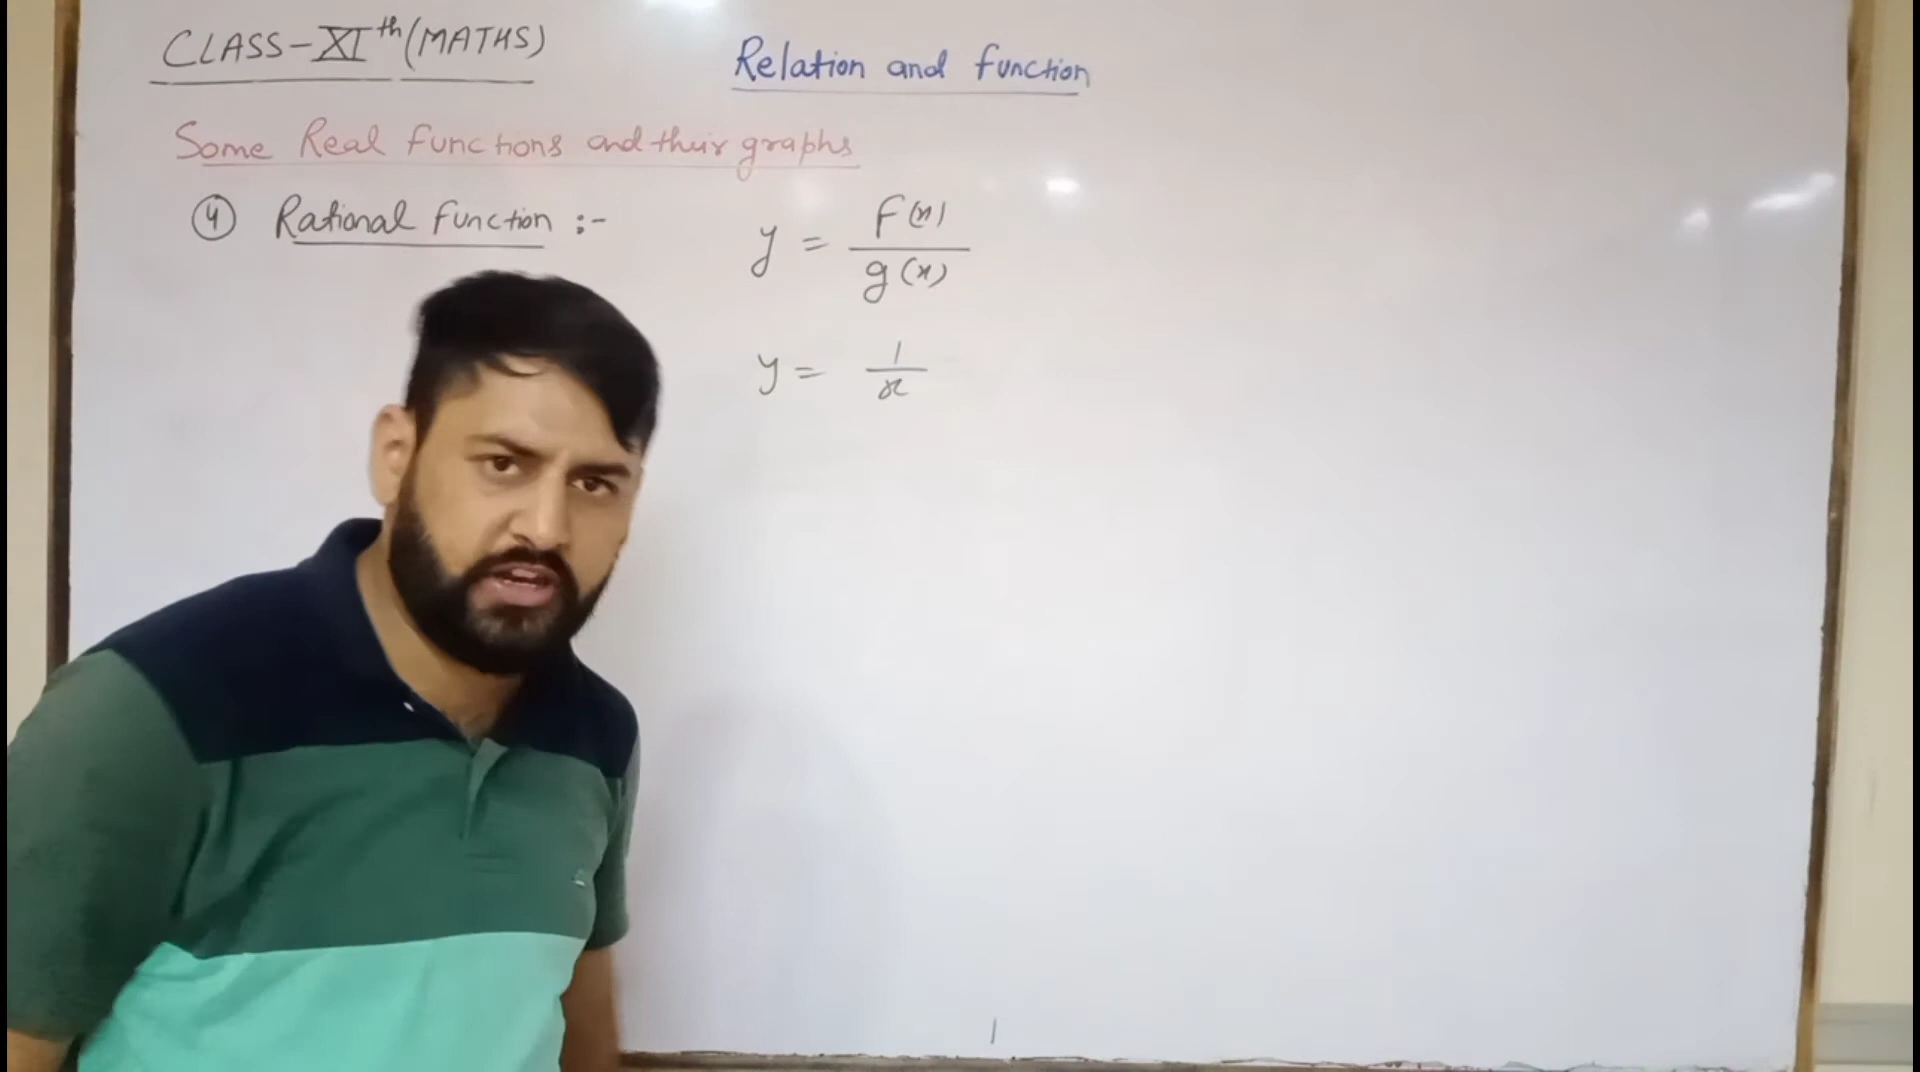 CLASS-XIth (MATHS)
Relation and function
Some Real functions and their graphs
④ Rational function :-
y = F(x) / g(x)
y = 1 / x